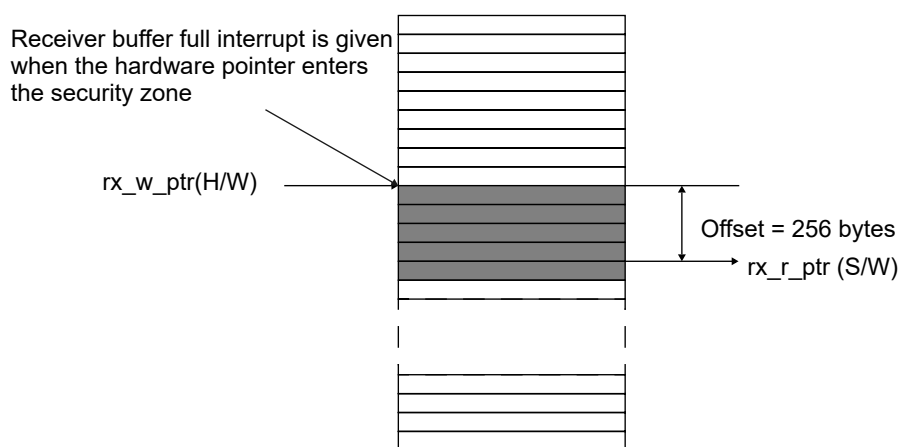 Receiver buffer full interrupt is given
when the hardware pointer enters
the security zone
rx_w_ptr(H/W)
Offset = 256 bytes
rx_r_ptr (S/W)